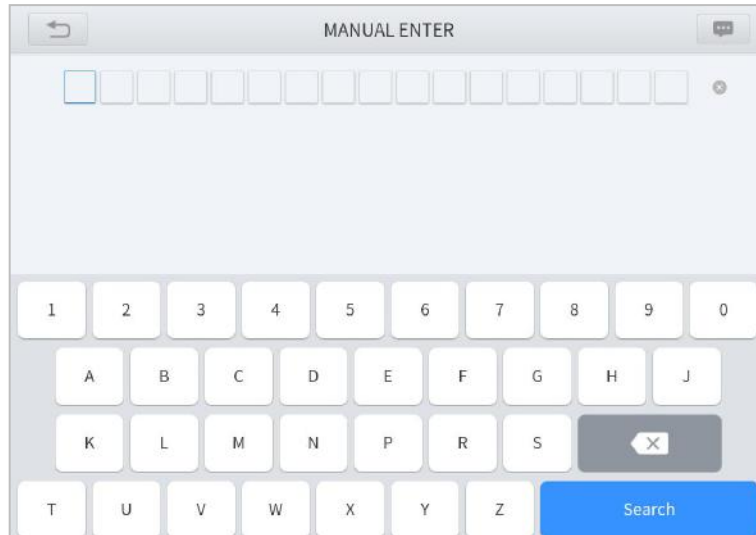 MANUAL ENTER
1 2 3 4 5 6 7 8 9 0
A B C D E F G H J
K L M N P R S
T U V W X Y Z Search